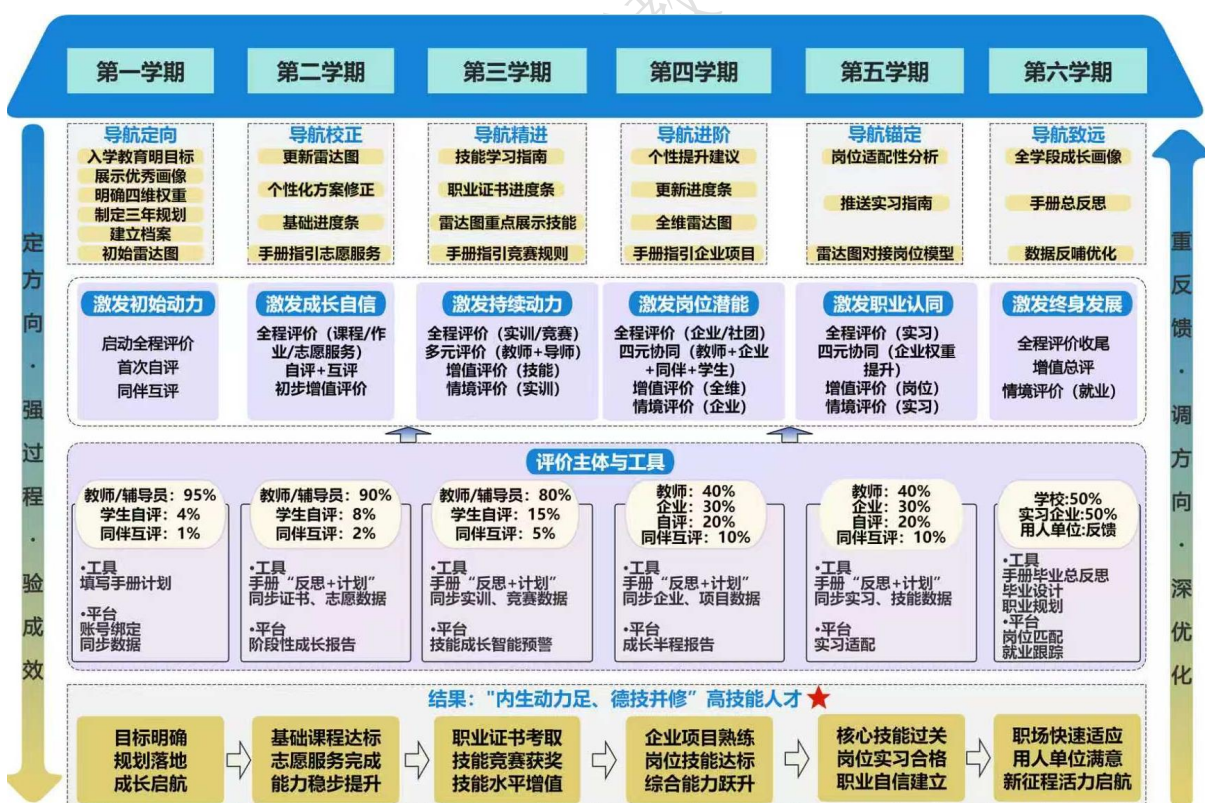 第一学期
第二学期
第三学期
第四学期
第五学期
第六学期
定方向·强过程·验成效
导航定向
入学教育明目标
展示优秀画像
明确四维权重
制定三年规划
建立档案
初始雷达图
导航校正
更新雷达图
个性化方案修正
基础进度条
手册指引志愿服务
导航精进
技能学习指南
职业证书进度条
雷达图重点展示技能
手册指引竞赛规则
导航进阶
个性提升建议
更新进度条
全维雷达图
手册指引企业项目
导航锚定
岗位适配性分析
推送实习指南
雷达图对接岗位模型
导航致远
全学段成长画像
手册总反思
数据反哺优化
重反馈·调方向·深优化
激发初始动力
启动全程评价
首次自评
同伴互评
激发成长自信
全程评价（课程/作
业/志愿服务）
自评+互评
初步增值评价
激发持续动力
全程评价（实训/竞赛）
多元评价（教师+导师）
增值评价（技能）
情境评价（实训）
激发岗位潜能
全程评价（企业/社团）
四元协同（教师+企业
+同伴+学生）
增值评价（全维）
情境评价（企业）
激发职业认同
全程评价（实习）
四元协同（企业权重
提升）
增值评价（岗位）
情境评价（实习）
激发终身发展
全程评价收尾
增值总评
情境评价（就业）
评价主体与工具
教师/辅导员：95%
学生自评：4%
同伴互评：1%
•工具
填写手册计划
•平台
账号绑定
同步数据
教师/辅导员：90%
学生自评：8%
同伴互评：2%
•工具
手册“反思+计划”
同步证书、志愿数据
•平台
阶段性成长报告
教师/辅导员：80%
学生自评：15%
同伴互评：5%
•工具
手册“反思+计划”
同步实训、竞赛数据
•平台
技能成长智能预警
教师：40%
企业：30%
自评：20%
同伴互评：10%
•工具
手册“反思+计划”
同步企业、项目数据
•平台
成长半程报告
教师：40%
企业：30%
自评：20%
同伴互评：10%
•工具
手册“反思+计划”
同步实习、技能数据
•平台
实习适配
学校:50%
实习企业:50%
用人单位:反馈
•工具
手册毕业总反思
毕业设计
职业规划
•平台
岗位匹配
就业跟踪
结果："内生动力足、德技并修”高技能人才
目标明确
规划落地
成长启航
基础课程达标
志愿服务完成
能力稳步提升
职业证书考取
技能竞赛获奖
技能水平增值
企业项目熟练
岗位技能达标
综合能力跃升
核心技能过关
岗位实习合格
职业自信建立
职场快速适应
用人单位满意
新征程活力启航